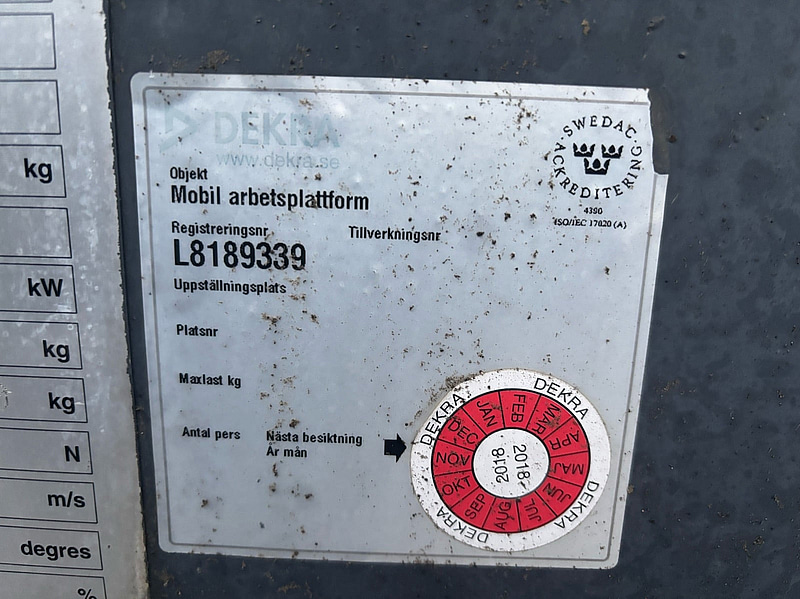 kg
kW
kg
kg
N
m/s
degres
%
DEKRA
www.dekra.se
Objekt
Mobil arbetsplattform
Registreringsnr
Tillverkningsnr
L8189339
Uppställningsplats
Platsnr
Maxlast kg
Antal pers
Nästa besiktning
År mån
SWEDAC ACKREDITERING
4390
ISO/IEC 17020 (A)
DEKRA DEKRA DEKRA DEKRA
JAN FEB MAR APR MAJ JUN JUL AUG SEP OKT NOV DEC
2018 2018